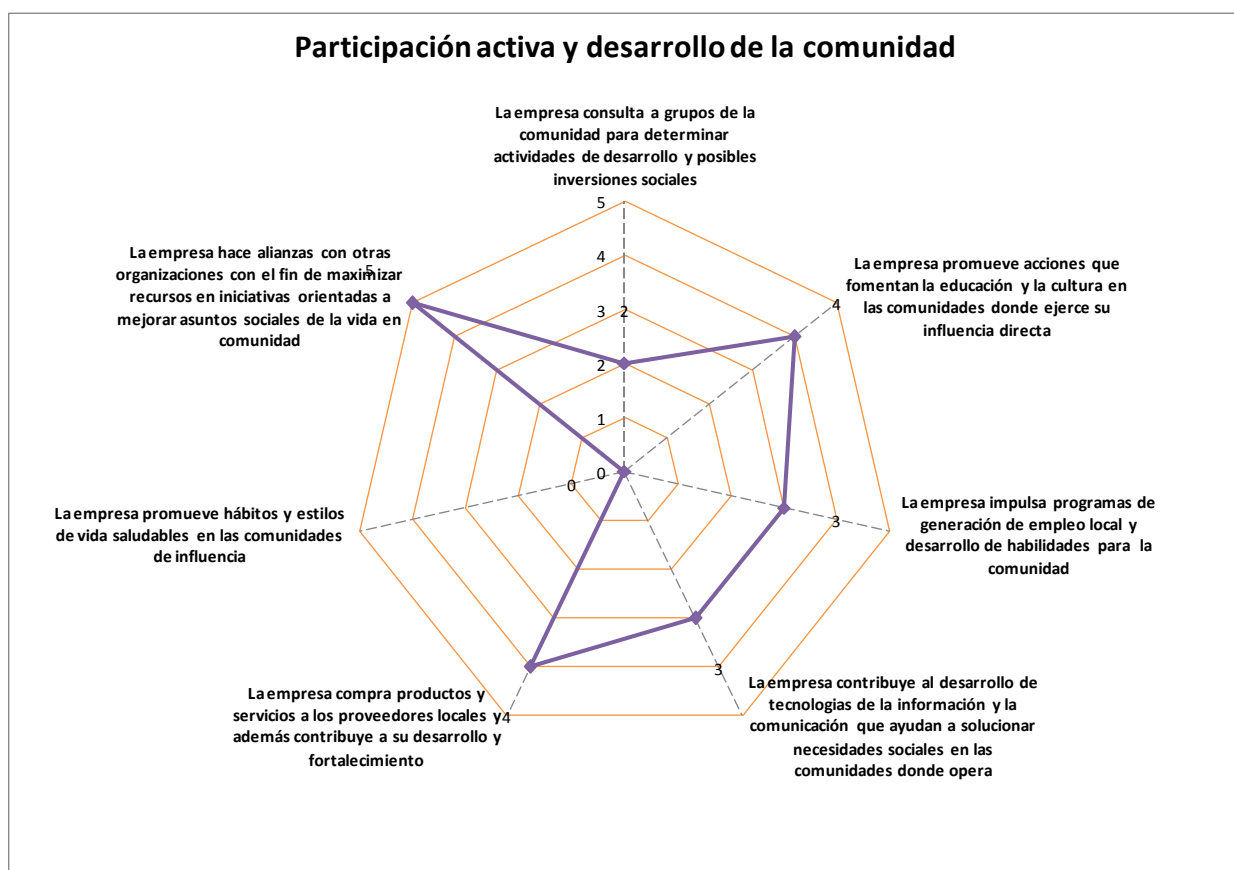 Participación activa y desarrollo de la comunidad
La empresa consulta a grupos de la
comunidad para determinar
actividades de desarrollo y posibles
inversiones sociales
La empresa promueve acciones que
fomentan la educación y la cultura en
las comunidades donde ejerce su
influencia directa
La empresa impulsa programas de
generación de empleo local y
desarrollo de habilidades para la
comunidad
La empresa contribuye al desarrollo de
tecnologias de la información y la
comunicación que ayudan a solucionar
necesidades sociales en las
comunidades donde opera
La empresa compra productos y
servicios a los proveedores locales y
además contribuye a su desarrollo y
fortalecimiento
La empresa promueve hábitos y estilos
de vida saludables en las comunidades
de influencia
La empresa hace alianzas con otras
organizaciones con el fin de maximizar
recursos en iniciativas orientadas a
mejorar asuntos sociales de la vida en
comunidad
5
4
3
2
1
0
2
4
3
3
4
0
5